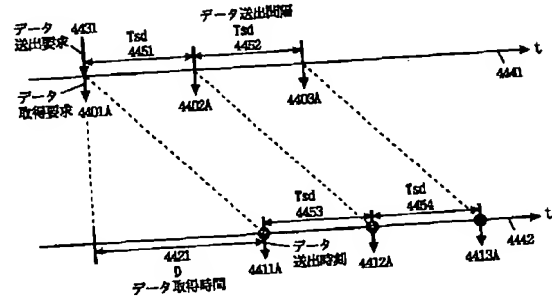 データ
送出要求
4431
データ送出間隔
Tsd
4451
Tsd
4452
t
4440
データ
取得要求
4401A
4402A
4403A
Tsd
4453
Tsd
4454
t
4442
4421
D
データ取得時間
4411A
データ
送出時刻
4412A
4413A